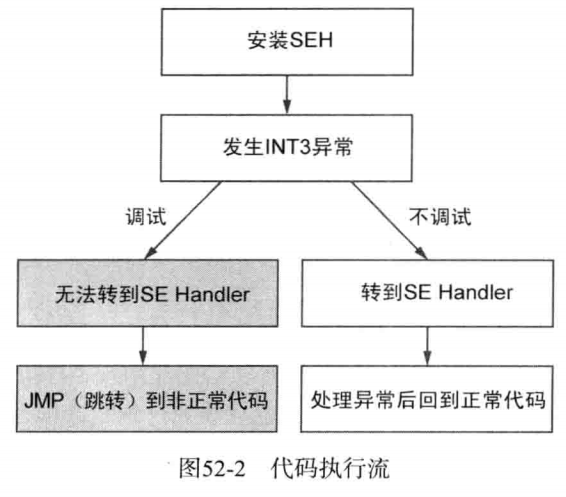 安装SEH
发生INT3异常
调试
不调试
无法转到SE Handler
转到SE Handler
JMP（跳转）到非正常代码
处理异常后回到正常代码
图52-2 代码执行流